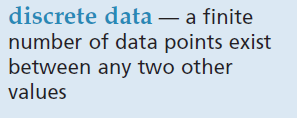 discrete data — a finite
number of data points exist
between any two other
values